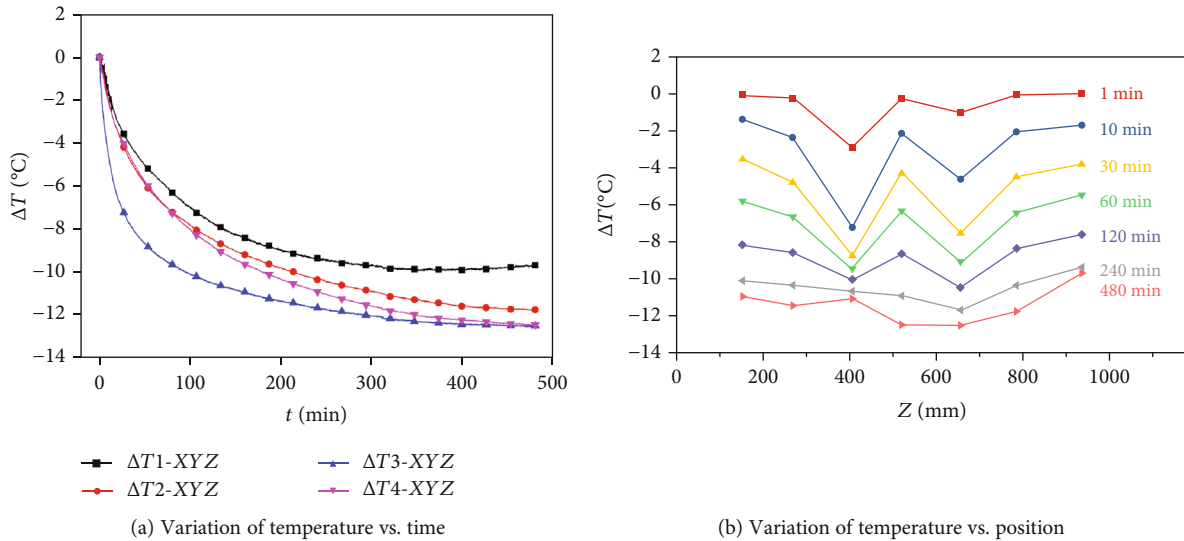 2
0
−2
−4
−6
−8
−10
−12
−14
ΔT (°C)
0 100 200 300 400 500
t (min)
ΔT1-XYZ
ΔT2-XYZ
ΔT3-XYZ
ΔT4-XYZ
(a) Variation of temperature vs. time
2
0
−2
−4
−6
−8
−10
−12
−14
ΔT(°C)
0 200 400 600 800 1000
Z (mm)
1 min
10 min
30 min
60 min
120 min
240 min
480 min
(b) Variation of temperature vs. position